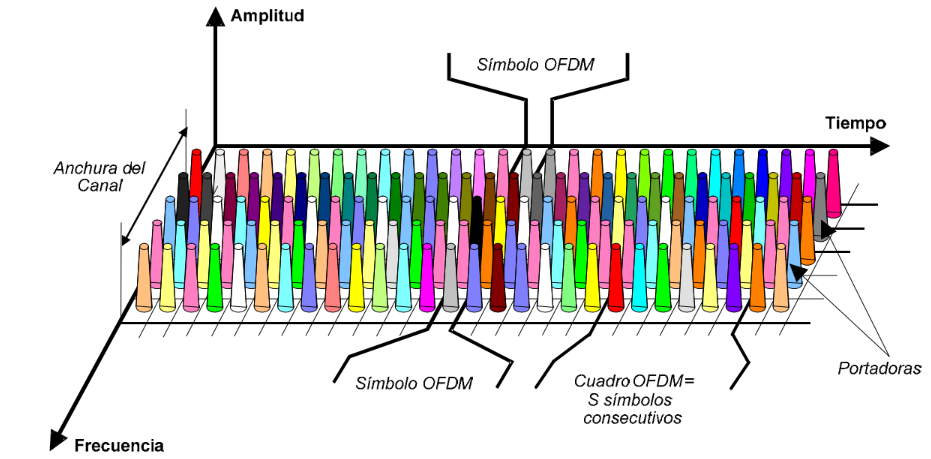 Amplitud
Símbolo OFDM
Tiempo
Anchura del
Canal
Portadoras
Símbolo OFDM
Cuadro OFDM=
S símbolos
consecutivos
Frecuencia